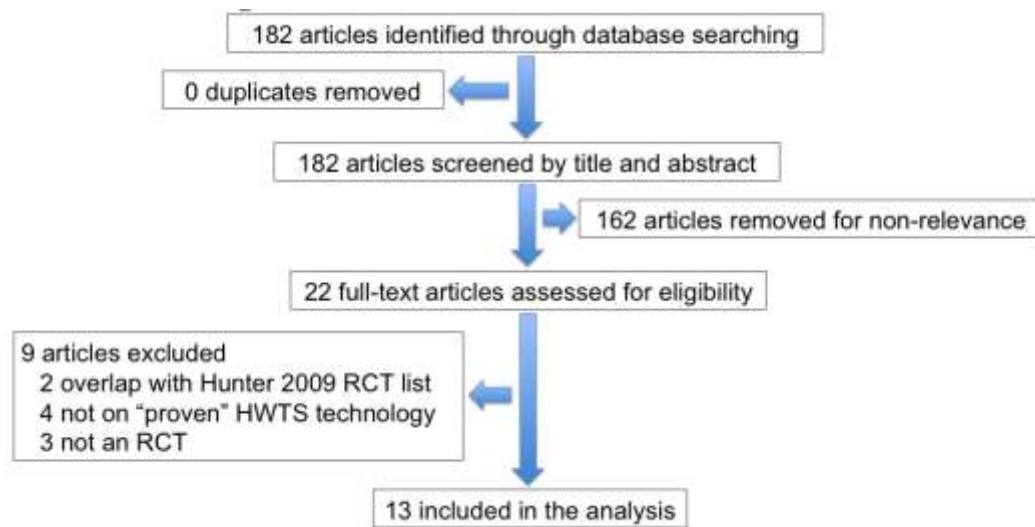 182 articles identified through database searching
0 duplicates removed
182 articles screened by title and abstract
162 articles removed for non-relevance
22 full-text articles assessed for eligibility
9 articles excluded
2 overlap with Hunter 2009 RCT list
4 not on “proven” HWTS technology
3 not an RCT
13 included in the analysis